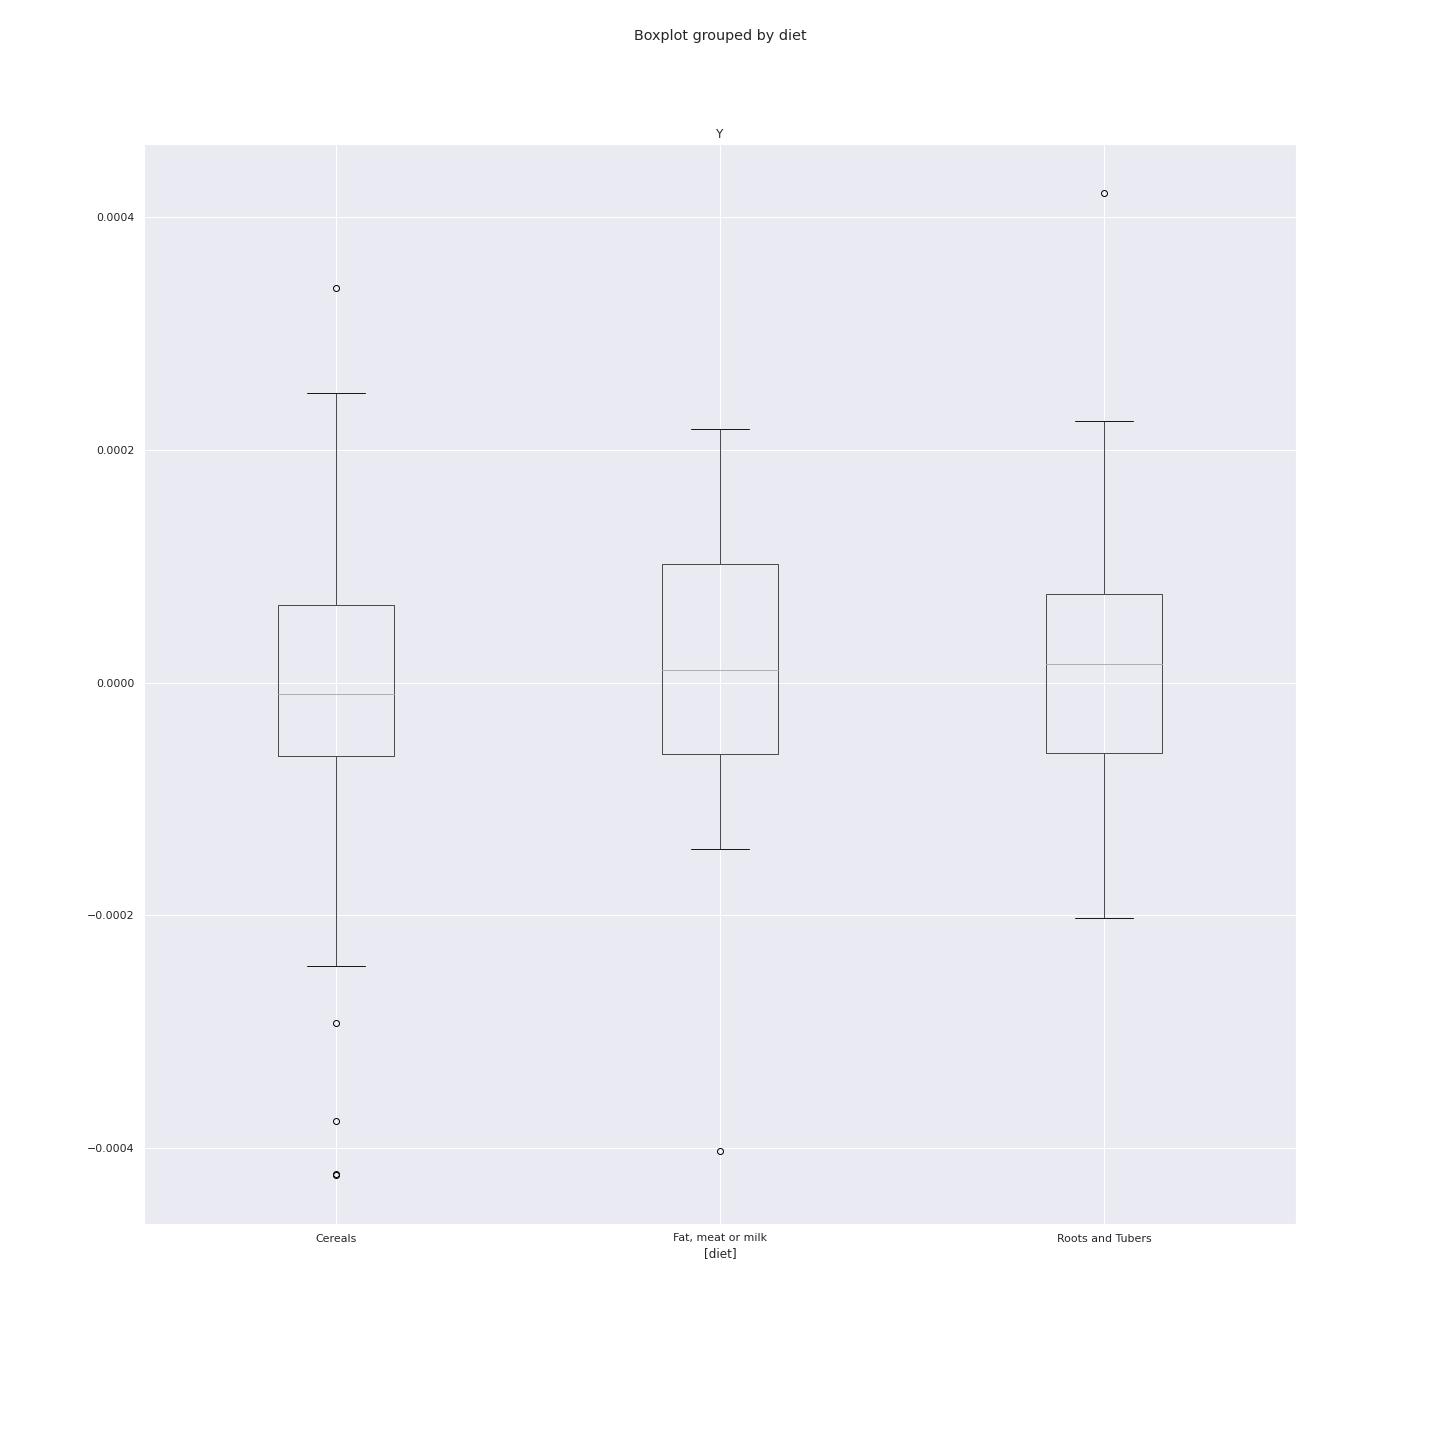 Boxplot grouped by diet
Y
0.0004
0.0002
0.0000
−0.0002
−0.0004
Cereals
Fat, meat or milk
Roots and Tubers
[diet]